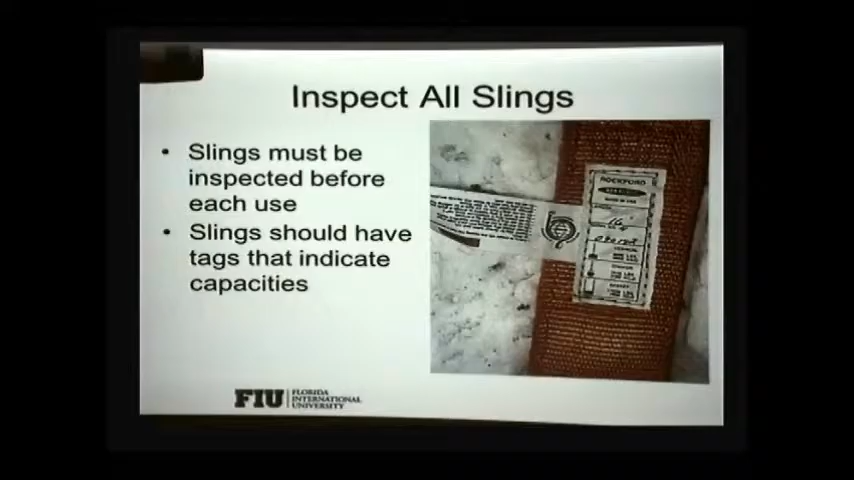 Inspect All Slings
• Slings must be
inspected before
each use
• Slings should have
tags that indicate
capacities
ROCKFORD
FIU
FLORIDA
INTERNATIONAL
UNIVERSITY